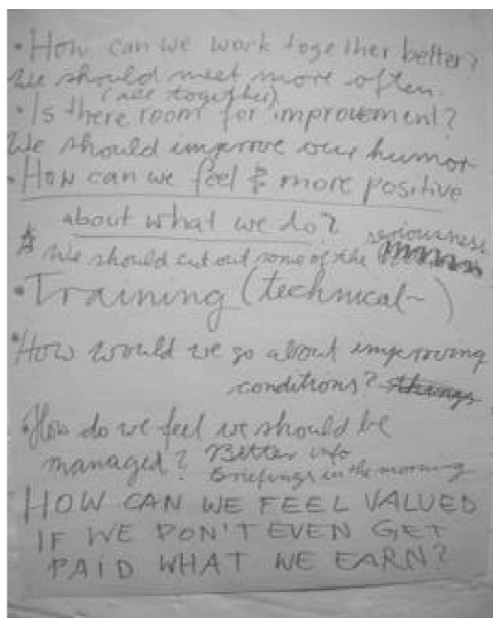 • How can we work together better?
We should meet more often.
(all together)
• Is there room for improvement?
We should improve our humor
• How can we feel more positive
about what we do?
seriousness
We should cut out some of the
• Training (technical~)
• How would we go about improving
conditions? things
• How do we feel we should be
managed? Better info
Briefings in the morning
HOW CAN WE FEEL VALUED
IF WE DON'T EVEN GET
PAID WHAT WE EARN?